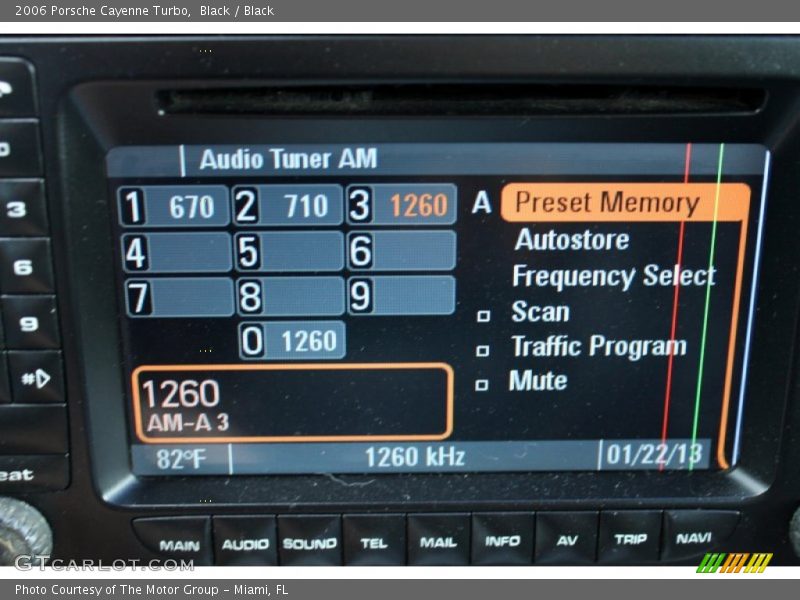 2006 Porsche Cayenne Turbo,  Black / Black
Audio Tuner AM
1 670 2 710 3 1260 A Preset Memory
4 5 6 Autostore
Frequency Select
7 8 9 Scan
0 1260 Traffic Program
Mute
1260
AM-A 3
82°F 1260 kHz 01/22/13
3
6
9
#
MAIN AUDIO SOUND TEL MAIL INFO AV TRIP NAVI
GTCARLOT.COM
Photo Courtesy of The Motor Group - Miami, FL